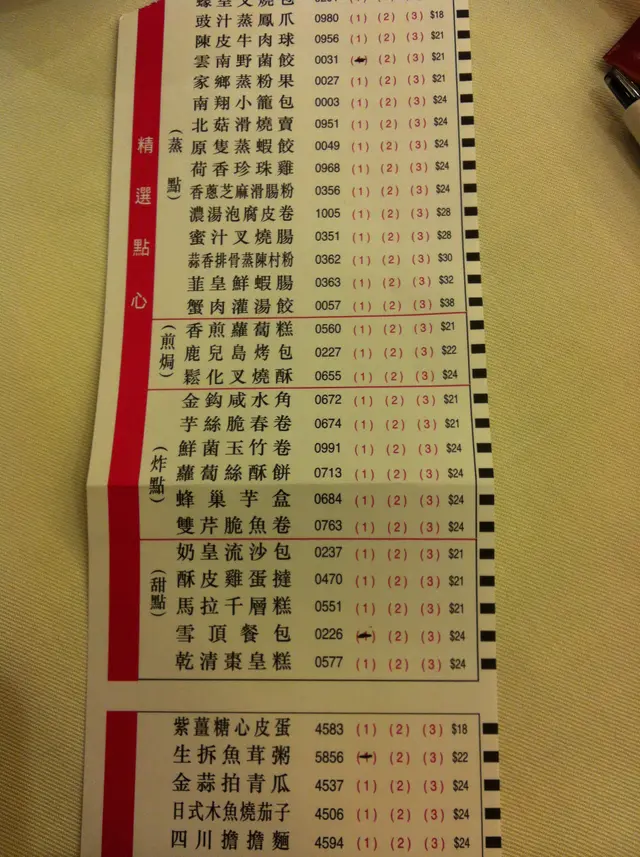 豉汁蒸鳳爪 0980 (1) (2) (3) $18
陳皮牛肉球 0956 (1) (2) (3) $21
雲南野菌餃 0031 (2) (3) $21
家鄉蒸粉果 0027 (1) (2) (3) $21
南翔小籠包 0003 (1) (2) (3) $24
北菇滑燒賣 0951 (1) (2) (3) $24
原隻蒸蝦餃 0049 (1) (2) (3) $24
荷香珍珠雞 0968 (1) (2) (3) $24
香蔥芝麻滑腸粉 0356 (1) (2) (3) $24
濃湯泡腐皮卷 1005 (1) (2) (3) $28
蜜汁叉燒腸 0351 (1) (2) (3) $28
蒜香排骨蒸陳村粉 0362 (1) (2) (3) $30
韮皇鮮蝦腸 0363 (1) (2) (3) $32
蟹肉灌湯餃 0057 (1) (2) (3) $38
(蒸點)
精選點心
香煎蘿蔔糕 0560 (1) (2) (3) $21
鹿兒島烤包 0227 (1) (2) (3) $22
鬆化叉燒酥 0655 (1) (2) (3) $24
(煎焗)
金鈎咸水角 0672 (1) (2) (3) $21
芋絲脆春卷 0674 (1) (2) (3) $21
鮮菌玉竹卷 0991 (1) (2) (3) $24
蘿蔔絲酥餅 0713 (1) (2) (3) $24
蜂巢芋盒 0684 (1) (2) (3) $24
雙芹脆魚卷 0763 (1) (2) (3) $24
(炸點)
奶皇流沙包 0237 (1) (2) (3) $21
酥皮雞蛋撻 0470 (1) (2) (3) $21
馬拉千層糕 0551 (1) (2) (3) $21
雪頂餐包 0226 (2) (3) $24
乾清棗皇糕 0577 (1) (2) (3) $24
(甜點)
紫薑糖心皮蛋 4583 (1) (2) (3) $18
生拆魚茸粥 5856 (2) (3) $22
金蒜拍青瓜 4537 (1) (2) (3) $24
日式木魚燒茄子 4506 (1) (2) (3) $24
四川擔擔麵 4594 (1) (2) (3) $24